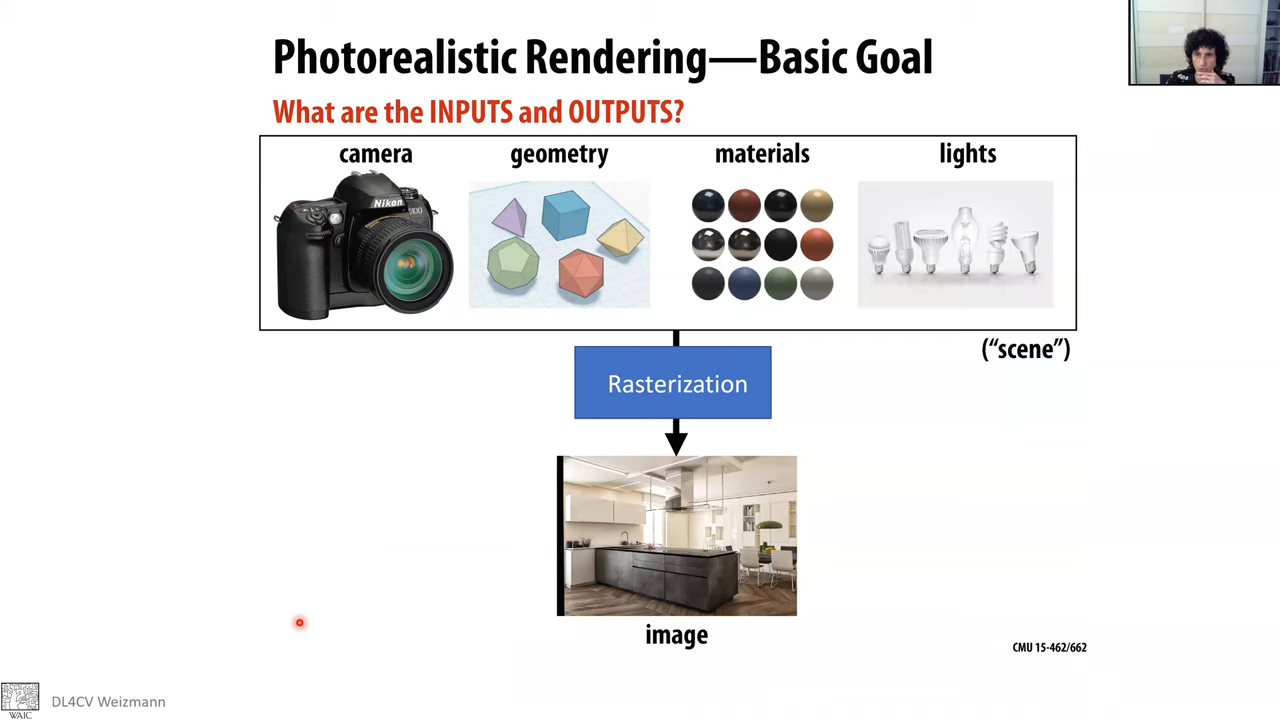 Photorealistic Rendering—Basic Goal
What are the INPUTS and OUTPUTS?
camera geometry materials lights
Nikon
("scene")
Rasterization
image
CMU 15-462/662
DL4CV Weizmann
WAIC